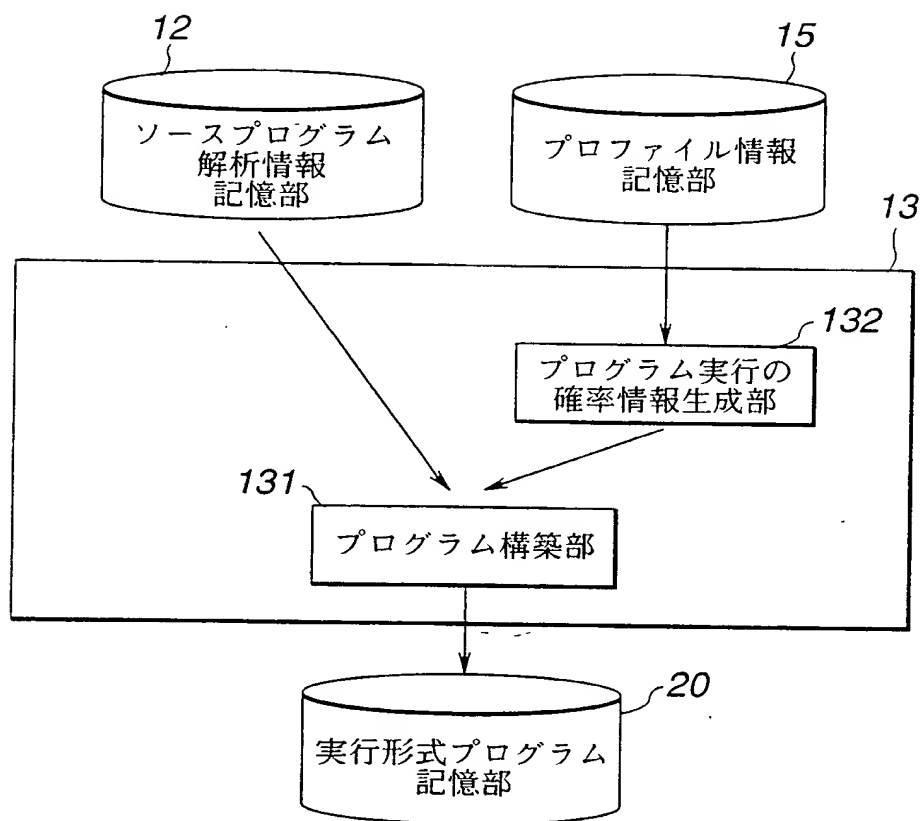 12
ソースプログラム
解析情報
記憶部
15
プロファイル情報
記憶部
13
132
プログラム実行の
確率情報生成部
131
プログラム構築部
20
実行形式プログラム
記憶部